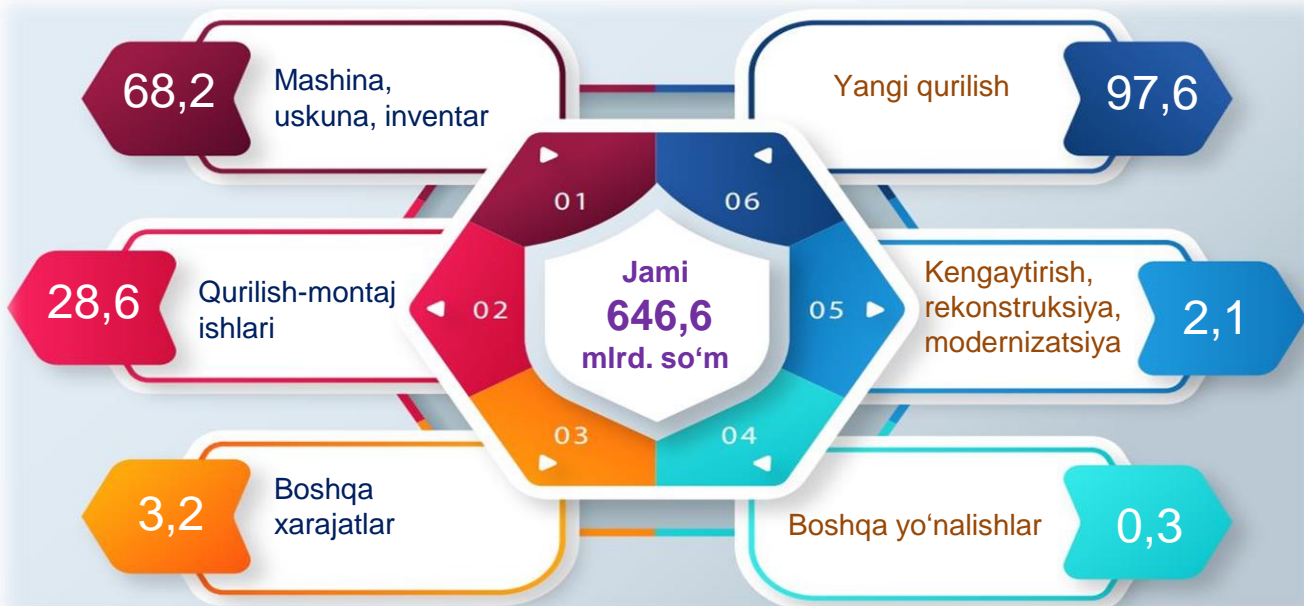 68,2
Mashina,
uskuna, inventar
Yangi qurilish
97,6
01
06
28,6
Qurilish-montaj
ishlari
02
Jami
646,6
mlrd. so‘m
05
Kengaytirish,
rekonstruksiya,
modernizatsiya
2,1
03
04
3,2
Boshqa
xarajatlar
Boshqa yo‘nalishlar
0,3